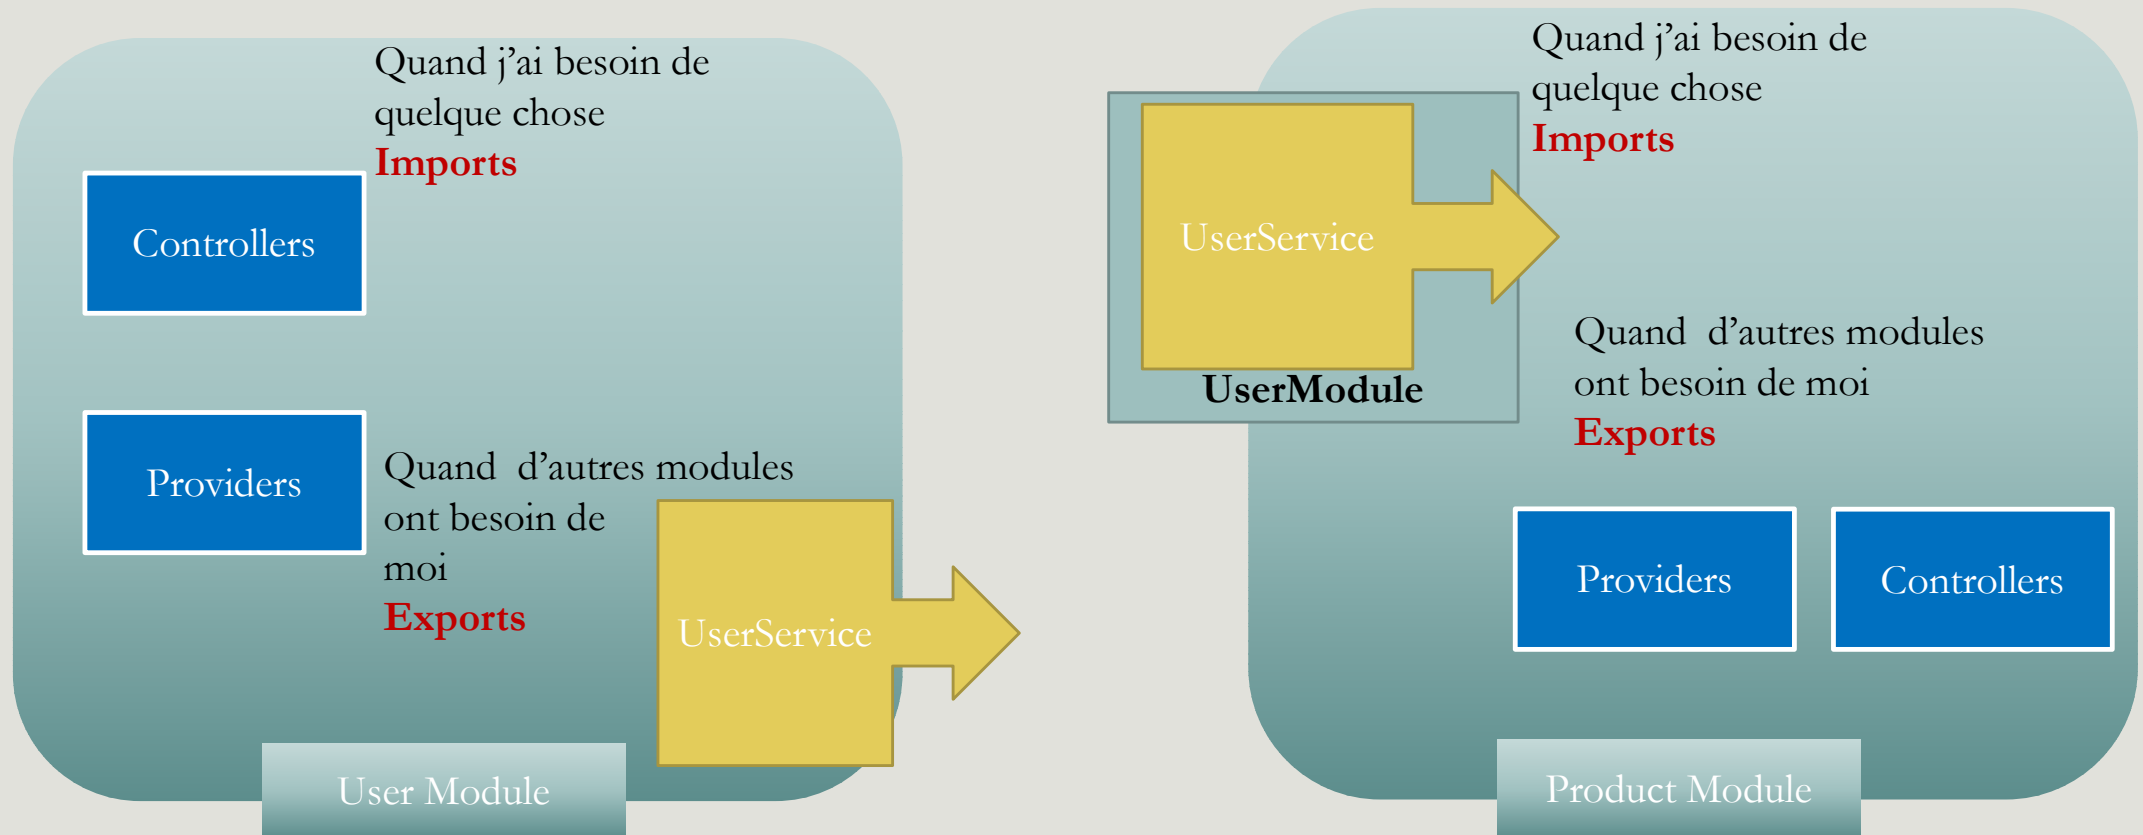 Quand j’ai besoin de
quelque chose
Imports
Controllers
Providers
Quand  d’autres modules
ont besoin de
moi
Exports
UserService
User Module
Quand j’ai besoin de
quelque chose
Imports
UserService
UserModule
Quand  d’autres modules
ont besoin de moi
Exports
Providers
Controllers
Product Module